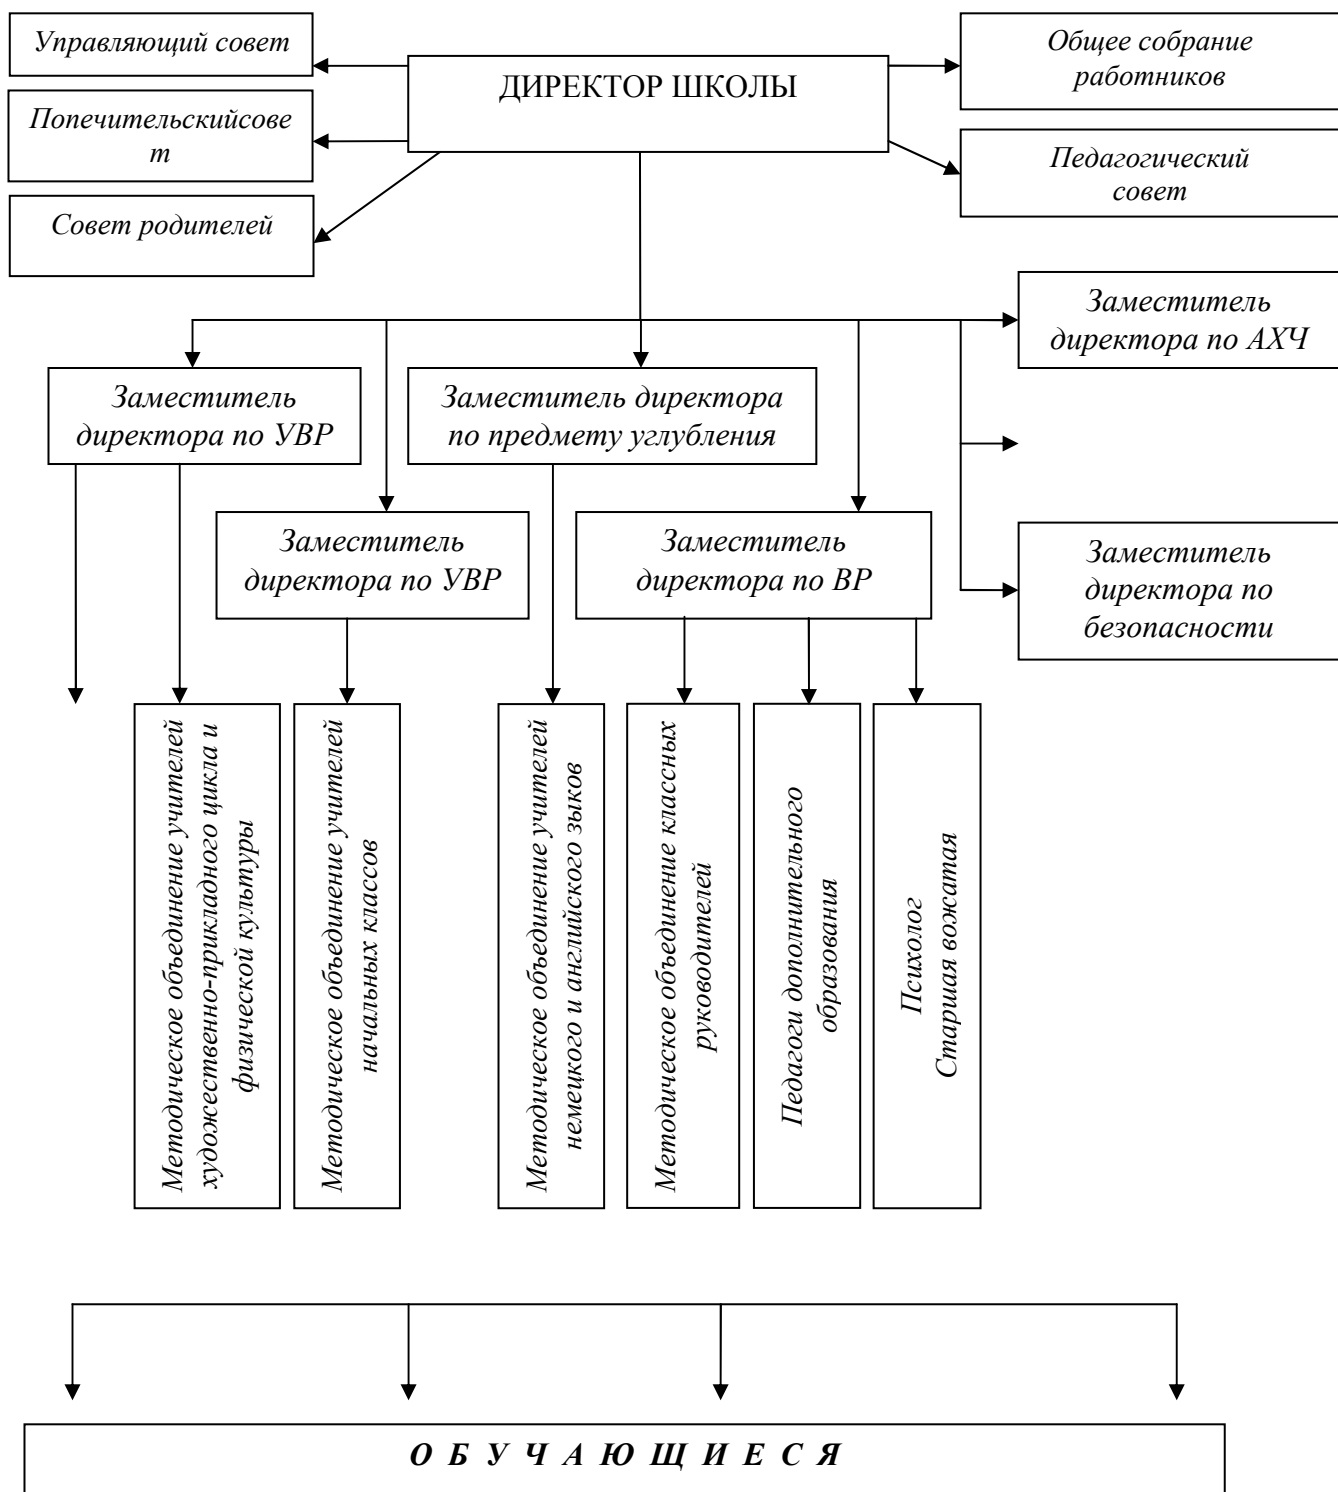 Управляющий совет
ДИРЕКТОР ШКОЛЫ
Общее собрание
работников
Попечительскийсове
т
Педагогический
совет
Совет родителей
Заместитель
директора по АХЧ
Заместитель
директора по УВР
Заместитель директора
по предмету углубления
Заместитель
директора по УВР
Заместитель
директора по ВР
Заместитель
директора по
безопасности
Методическое объединение учителей
художественно-прикладного цикла и
физической культуры
Методическое объединение учителей
начальных классов
Методическое объединение учителей
немецкого и английского зыков
Методическое объединение классных
руководителей
Педагоги дополнительного
образования
Психолог
Старшая вожатая
О Б У Ч А Ю Щ И Е С Я